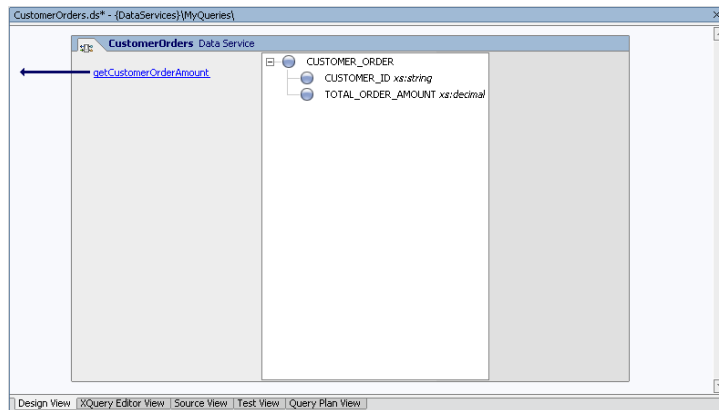 CustomerOrders.ds* - {DataServices}\MyQueries\
CustomerOrders Data Service
getCustomerOrderAmount
CUSTOMER_ORDER
CUSTOMER_ID xs:string
TOTAL_ORDER_AMOUNT xs:decimal
Design View XQuery Editor View Source View Test View Query Plan View